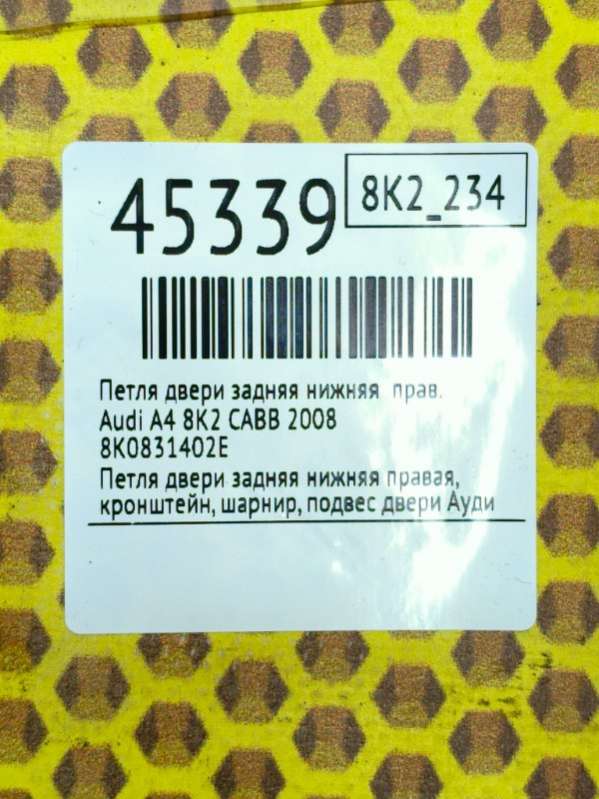 45339
8K2_234
Петля двери задняя нижняя прав.
Audi A4 8K2 CABB 2008
8K0831402E
Петля двери задняя нижняя правая,
кронштейн, шарнир, подвес двери Ауди